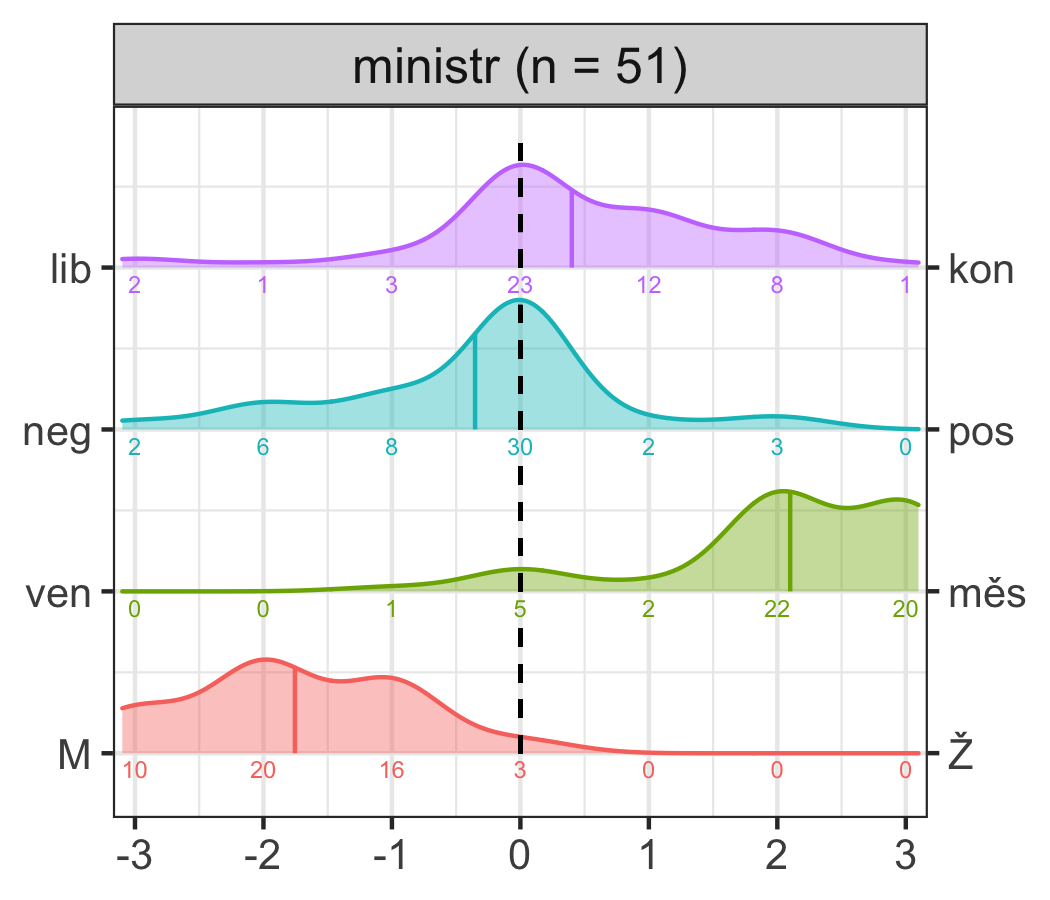 ministr (n = 51)
lib kon
2 1 3 23 12 8 1
neg pos
2 6 8 30 2 3 0
ven měs
0 0 1 5 2 22 20
M Ž
10 20 16 3 0 0 0
-3 -2 -1 0 1 2 3